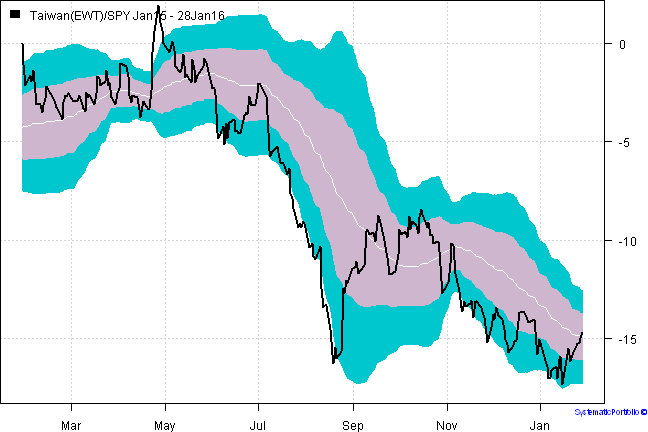 Taiwan(EWT)/SPY Jan15 - 28Jan16
0
-5
-10
-15
Mar May Jul Sep Nov Jan
SystematicPortfolio ©